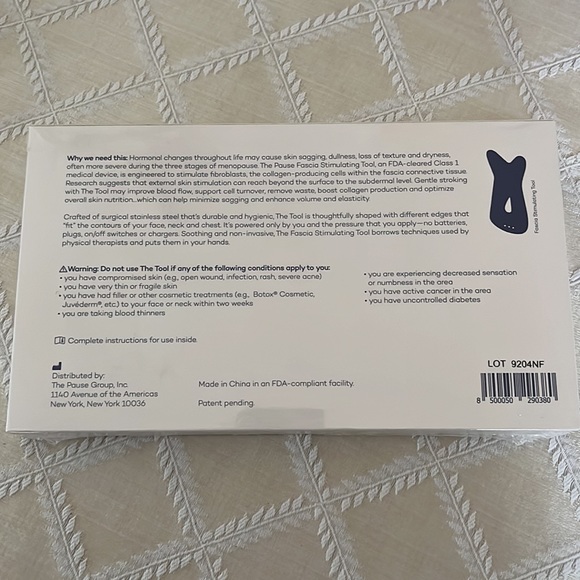 Why we need this: Hormonal changes throughout life may cause skin sagging, dullness, loss of texture and dryness,
often more severe during the three stages of menopause. The Pause Fascia Stimulating Tool, an FDA-cleared Class 1
medical device, is engineered to stimulate fibroblasts, the collagen-producing cells within the fascia connective tissue.
Research suggests that external skin stimulation can reach beyond the surface to the subdermal level. Gentle stroking
with The Tool may improve blood flow, support cell turnover, remove waste, boost collagen production and optimize
overall skin nutrition...which can help minimize sagging and enhance volume and elasticity.
Crafted of surgical stainless steel that's durable and hygienic, The Tool is thoughtfully shaped with different edges that
"fit" the contours of your face, neck and chest. It's powered only by you and the pressure that you apply—no batteries,
plugs, on/off switches or chargers. Soothing and non-invasive, The Fascia Stimulating Tool borrows techniques used by
physical therapists and puts them in your hands.
Fascia Stimulating Tool
⚠Warning: Do not use The Tool if any of the following conditions apply to you:
• you have compromised skin (e.g., open wound, infection, rash, severe acne)
• you have very thin or fragile skin
• you have had filler or other cosmetic treatments (e.g., Botox® Cosmetic,
Juvéderm®, etc.) to your face or neck within two weeks
• you are taking blood thinners
• you are experiencing decreased sensation
or numbness in the area
• you have active cancer in the area
• you have uncontrolled diabetes
Complete instructions for use inside.
Distributed by:
The Pause Group, Inc.
1140 Avenue of the Americas
New York, New York 10036
Made in China in an FDA-compliant facility.
Patent pending.
LOT 9204NF
8 500050 290380